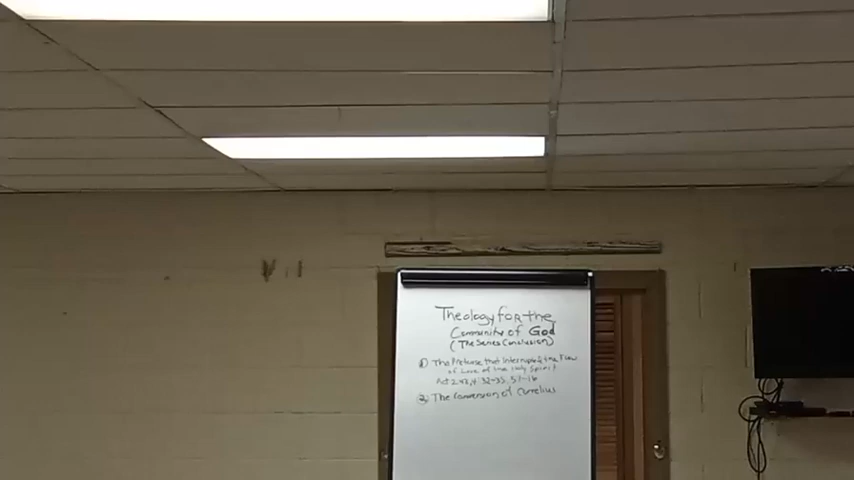 Theology for the
Community of God
(The Series Conclusion)
① The Pretense that Interrupts the Flow
of Love of the Holy Spirit
Act 2:42,4:32-35, 5:1-16
② The Conversion of Cornelius